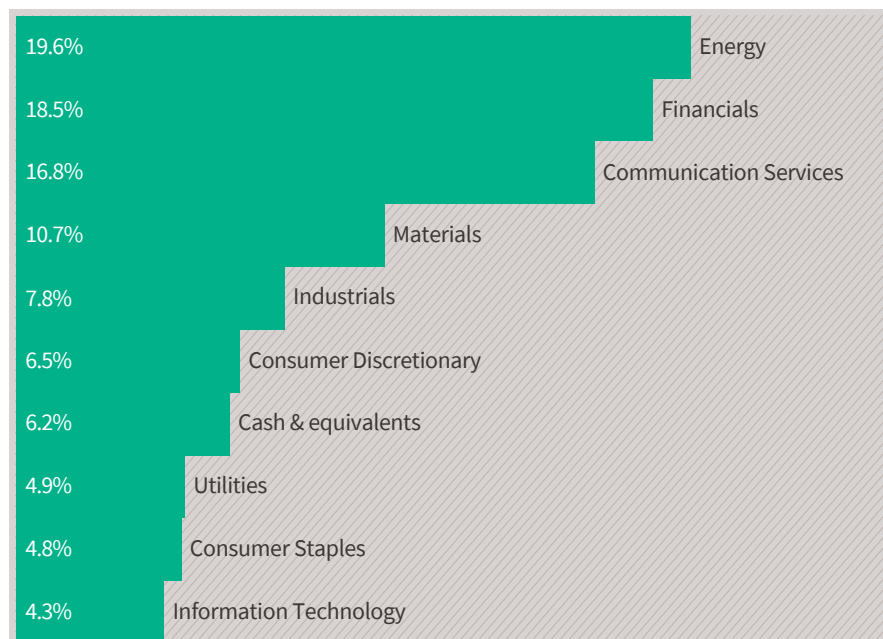 19.6% Energy
18.5% Financials
16.8% Communication Services
10.7% Materials
7.8% Industrials
6.5% Consumer Discretionary
6.2% Cash & equivalents
4.9% Utilities
4.8% Consumer Staples
4.3% Information Technology